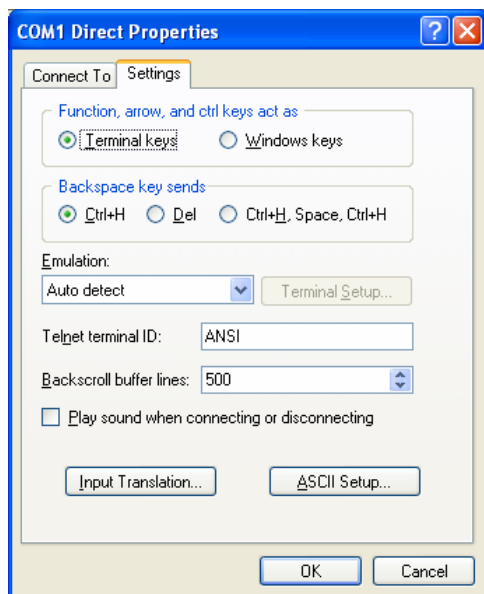 COM1 Direct Properties
Connect To Settings
Function, arrow, and ctrl keys act as
Terminal keys Windows keys
Backspace key sends
Ctrl+H Del Ctrl+H, Space, Ctrl+H
Emulation:
Auto detect Terminal Setup...
Telnet terminal ID: ANSI
Backscroll buffer lines: 500
Play sound when connecting or disconnecting
Input Translation... ASCII Setup...
OK Cancel